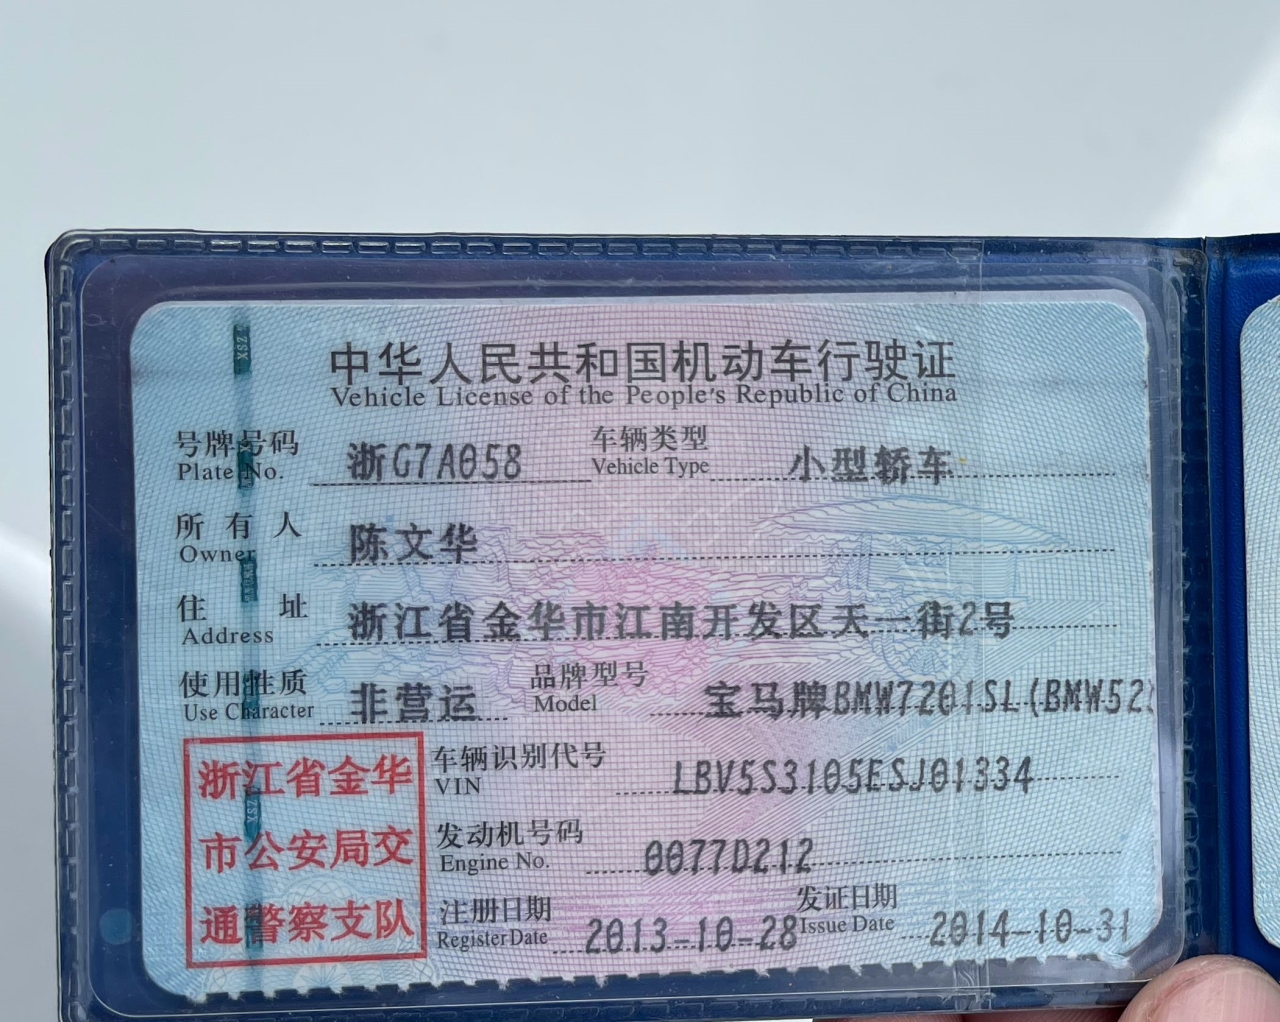 中华人民共和国机动车行驶证
Vehicle License of the People's Republic of China
号牌号码 浙G7A058 车辆类型 小型轿车
Plate No. Vehicle Type
所有人 陈文华
Owner
住址 浙江省金华市江南开发区天一街2号
Address
使用性质 非营运 品牌型号 宝马牌BMW7201SL(BMW52
Use Character Model
浙江省金华
市公安局交
通警察支队
车辆识别代号 LBV5S3105ESJ01334
VIN
发动机号码 0077D212
Engine No.
注册日期 2013-10-28 发证日期 2014-10-31
Register Date Issue Date
ZSX
ZSX